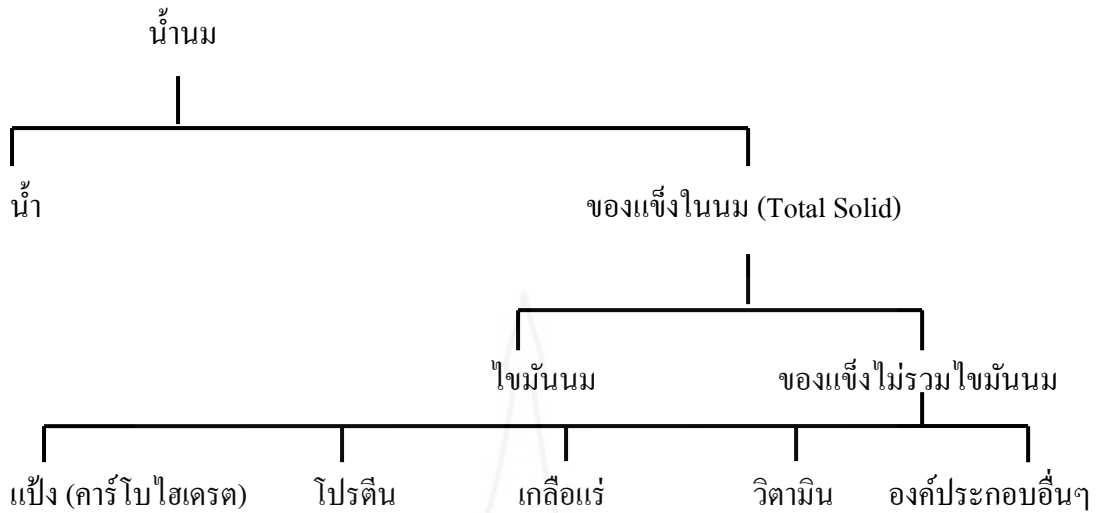 น้ำนม
น้ำ ของแข็งในนม (Total Solid)
ไขมันนม ของแข็งไม่รวมไขมันนม
แป้ง (คาร์โบไฮเดรต) โปรตีน เกลือแร่ วิตามิน องค์ประกอบอื่นๆ